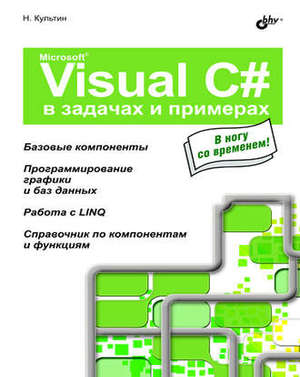 Н. Культин
bhv®
Microsoft®
Visual C#
в задачах и примерах
В ногу
со временем!
Базовые компоненты
Программирование
графики
и баз данных
Работа с LINQ
Справочник по компонентам
и функциям